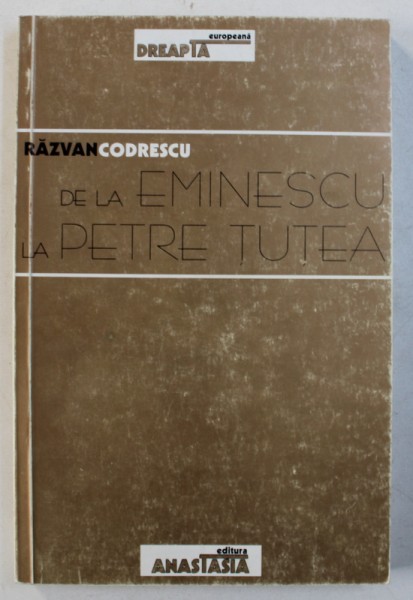 europeană
DREAPTA
RĂZVANCODRESCU
DE LA EMINESCU
LA PETRE ȚUȚEA
editura
ANASTASIA